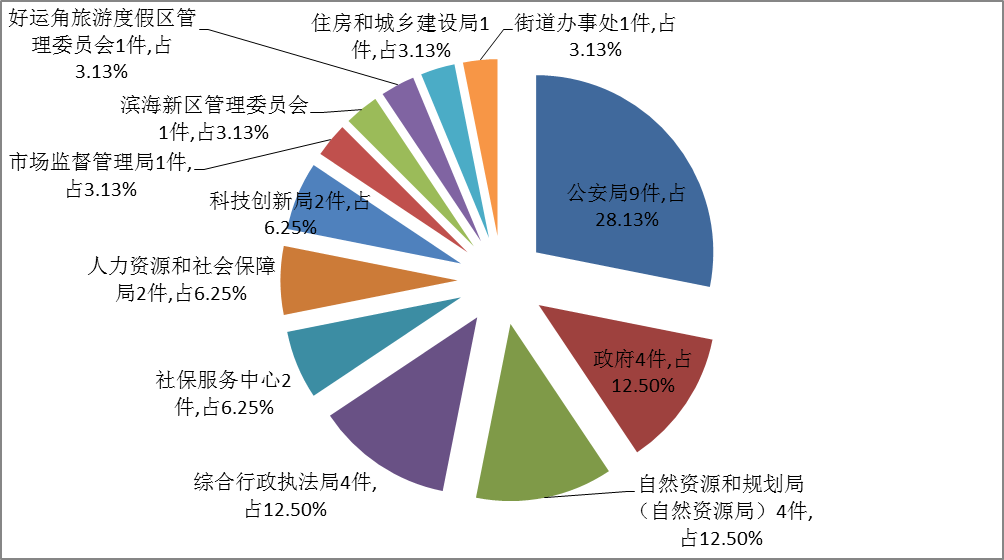 好运角旅游度假区管
理委员会1件,占
3.13%
住房和城乡建设局1
件,占3.13%
街道办事处1件,占
3.13%
滨海新区管理委员会
1件,占3.13%
市场监督管理局1件,
占3.13%
科技创新局2件,占
6.25%
人力资源和社会保障
局2件,占6.25%
社保服务中心2
件,占6.25%
综合行政执法局4件,
占12.50%
公安局9件,占
28.13%
政府4件,占
12.50%
自然资源和规划局
（自然资源局）4件,
占12.50%